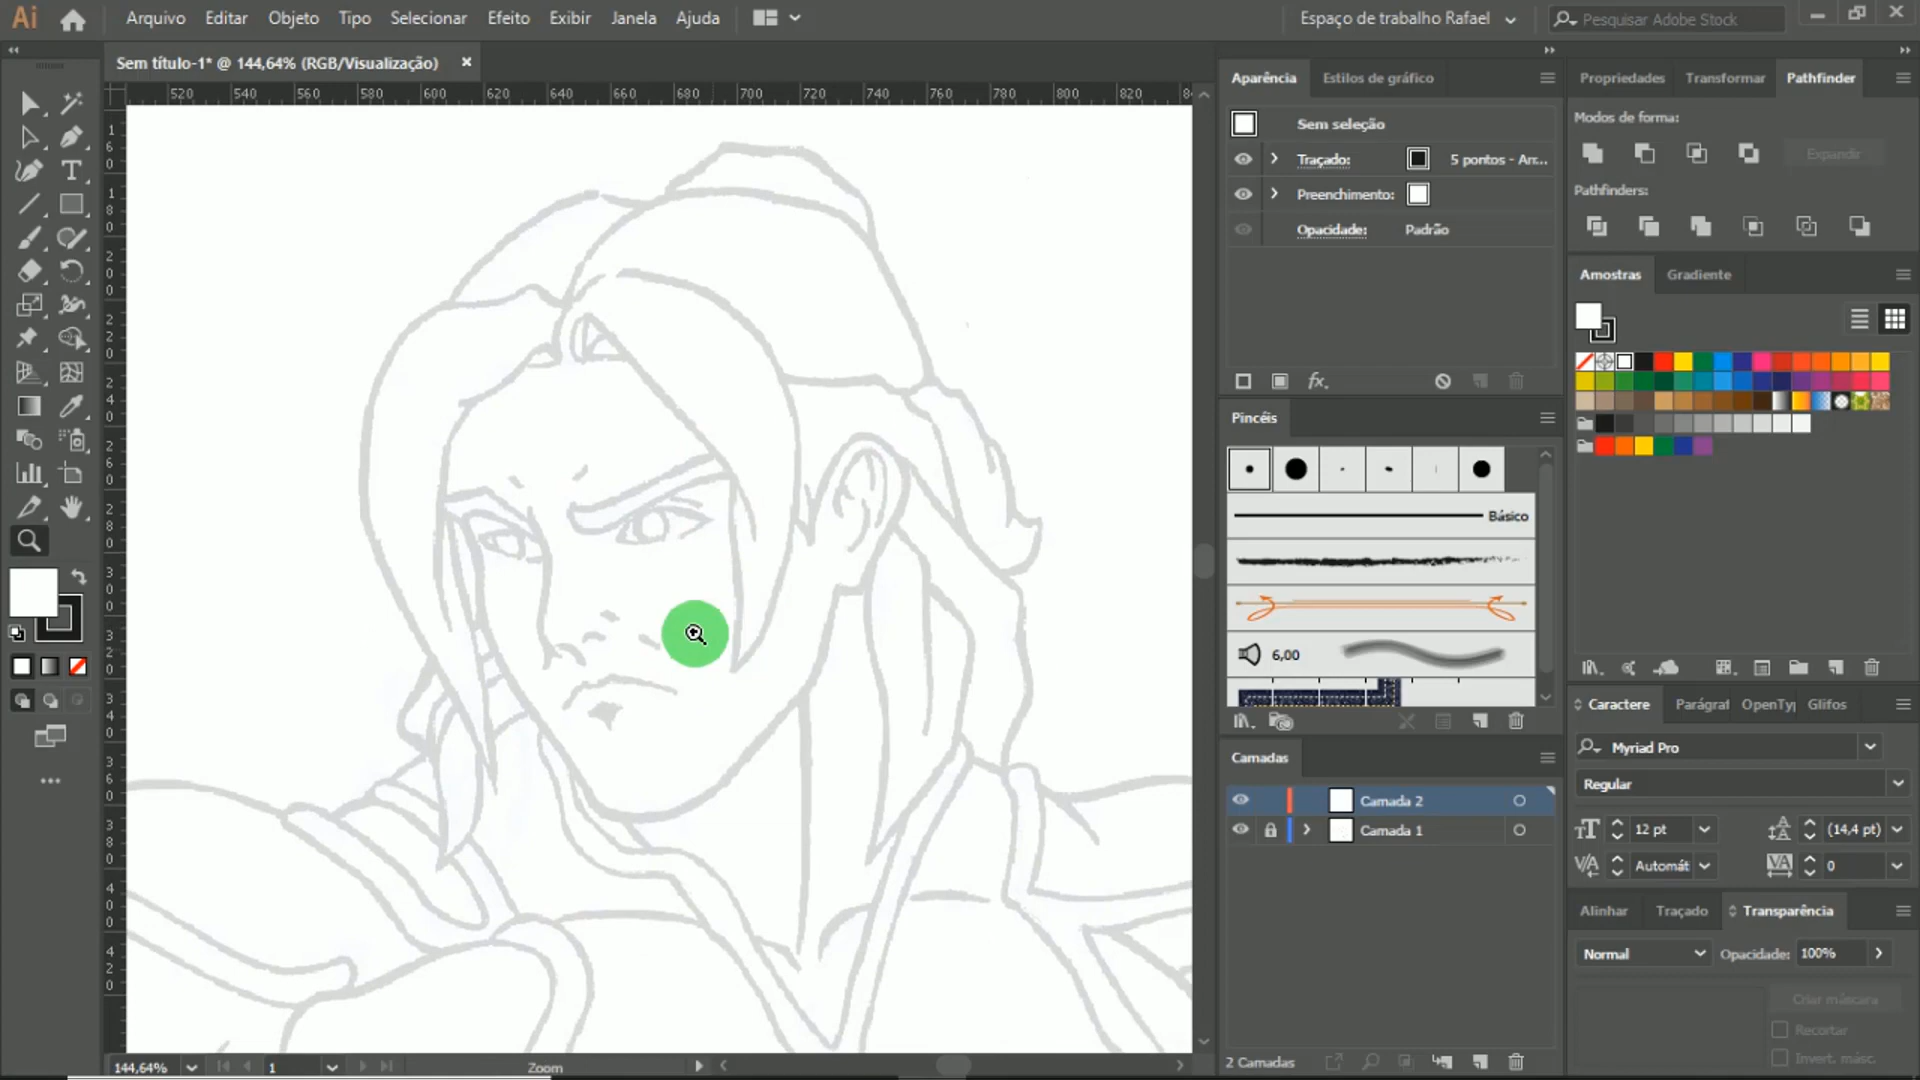 Ai
Arquivo Editar Objeto Tipo Selecionar Efeito Exibir Janela Ajuda
Espaço de trabalho Rafael
Pesquisar Adobe Stock
Sem título-1* @ 144,64% (RGB/Visualização)
520 540 560 580 600 620 640 660 680 700 720 740 760 780 800 820
Aparência Estilos de gráfico
Sem seleção
Traçado: 5 pontos - Arr...
Preenchimento:
Opacidade: Padrão
fx.
Pincéis
Básico
6,00
Camadas
Camada 2
Camada 1
2 Camadas
Propriedades Transformar Pathfinder
Modos de forma:
Expandir
Pathfinders:
Amostras Gradiente
Caractere Parágraf OpenTyp Glifos
Myriad Pro
Regular
12 pt (14,4 pt)
Automát 0
Alinhar Traçado Transparência
Normal Opacidade: 100%
Criar máscara
Recortar
Invert. másc.
144,64% 1 Zoom